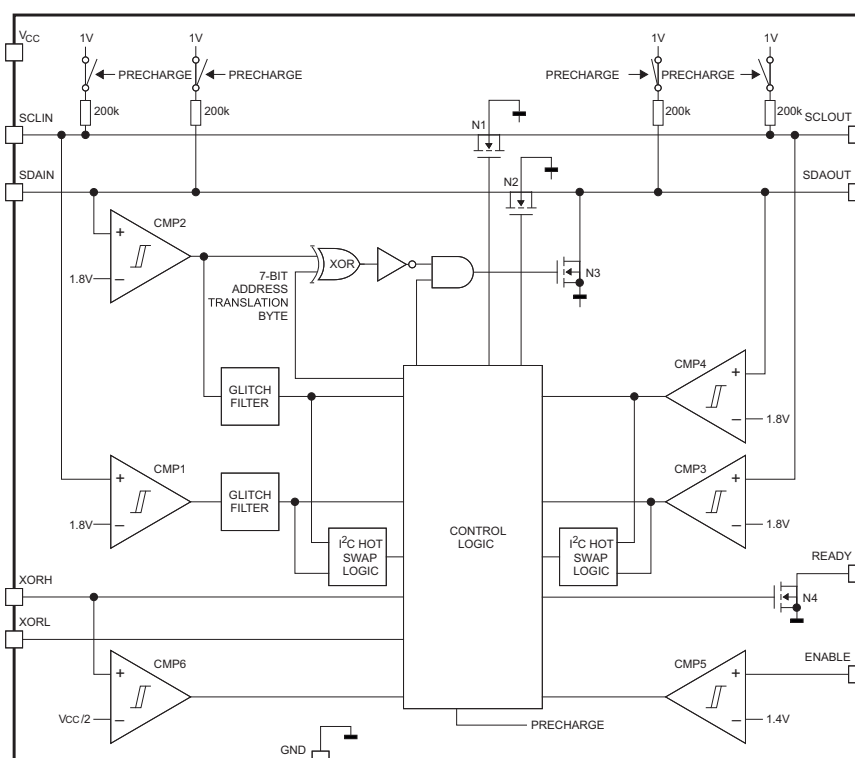 VCC
1V
1V
1V
1V
PRECHARGE
PRECHARGE
PRECHARGE
PRECHARGE
200k
200k
200k
200k
SCLIN
N1
SCLOUT
SDAIN
N2
SDAOUT
CMP2
+
1.8V
−
XOR
N3
7-BIT
ADDRESS
TRANSLATION
BYTE
GLITCH
FILTER
CMP4
+
−
1.8V
CMP1
+
1.8V
−
GLITCH
FILTER
CMP3
+
−
1.8V
CONTROL
LOGIC
I2C HOT
SWAP
LOGIC
I2C HOT
SWAP
LOGIC
READY
XORH
N4
XORL
CMP6
+
VCC/2
−
CMP5
+
−
1.4V
ENABLE
PRECHARGE
GND